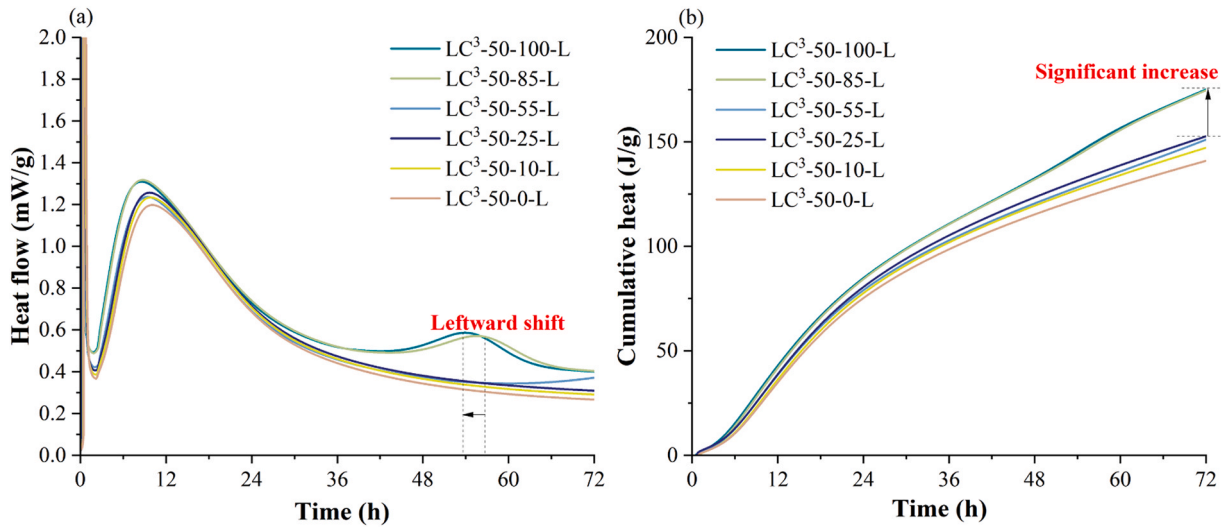 (a)
2.0
1.8
1.6
1.4
1.2
1.0
0.8
0.6
0.4
0.2
0.0
Heat flow (mW/g)
LC³-50-100-L
LC³-50-85-L
LC³-50-55-L
LC³-50-25-L
LC³-50-10-L
LC³-50-0-L
Leftward shift
0 12 24 36 48 60 72
Time (h)
(b)
200
150
100
50
0
Cumulative heat (J/g)
LC³-50-100-L
LC³-50-85-L
LC³-50-55-L
LC³-50-25-L
LC³-50-10-L
LC³-50-0-L
Significant increase
0 12 24 36 48 60 72
Time (h)